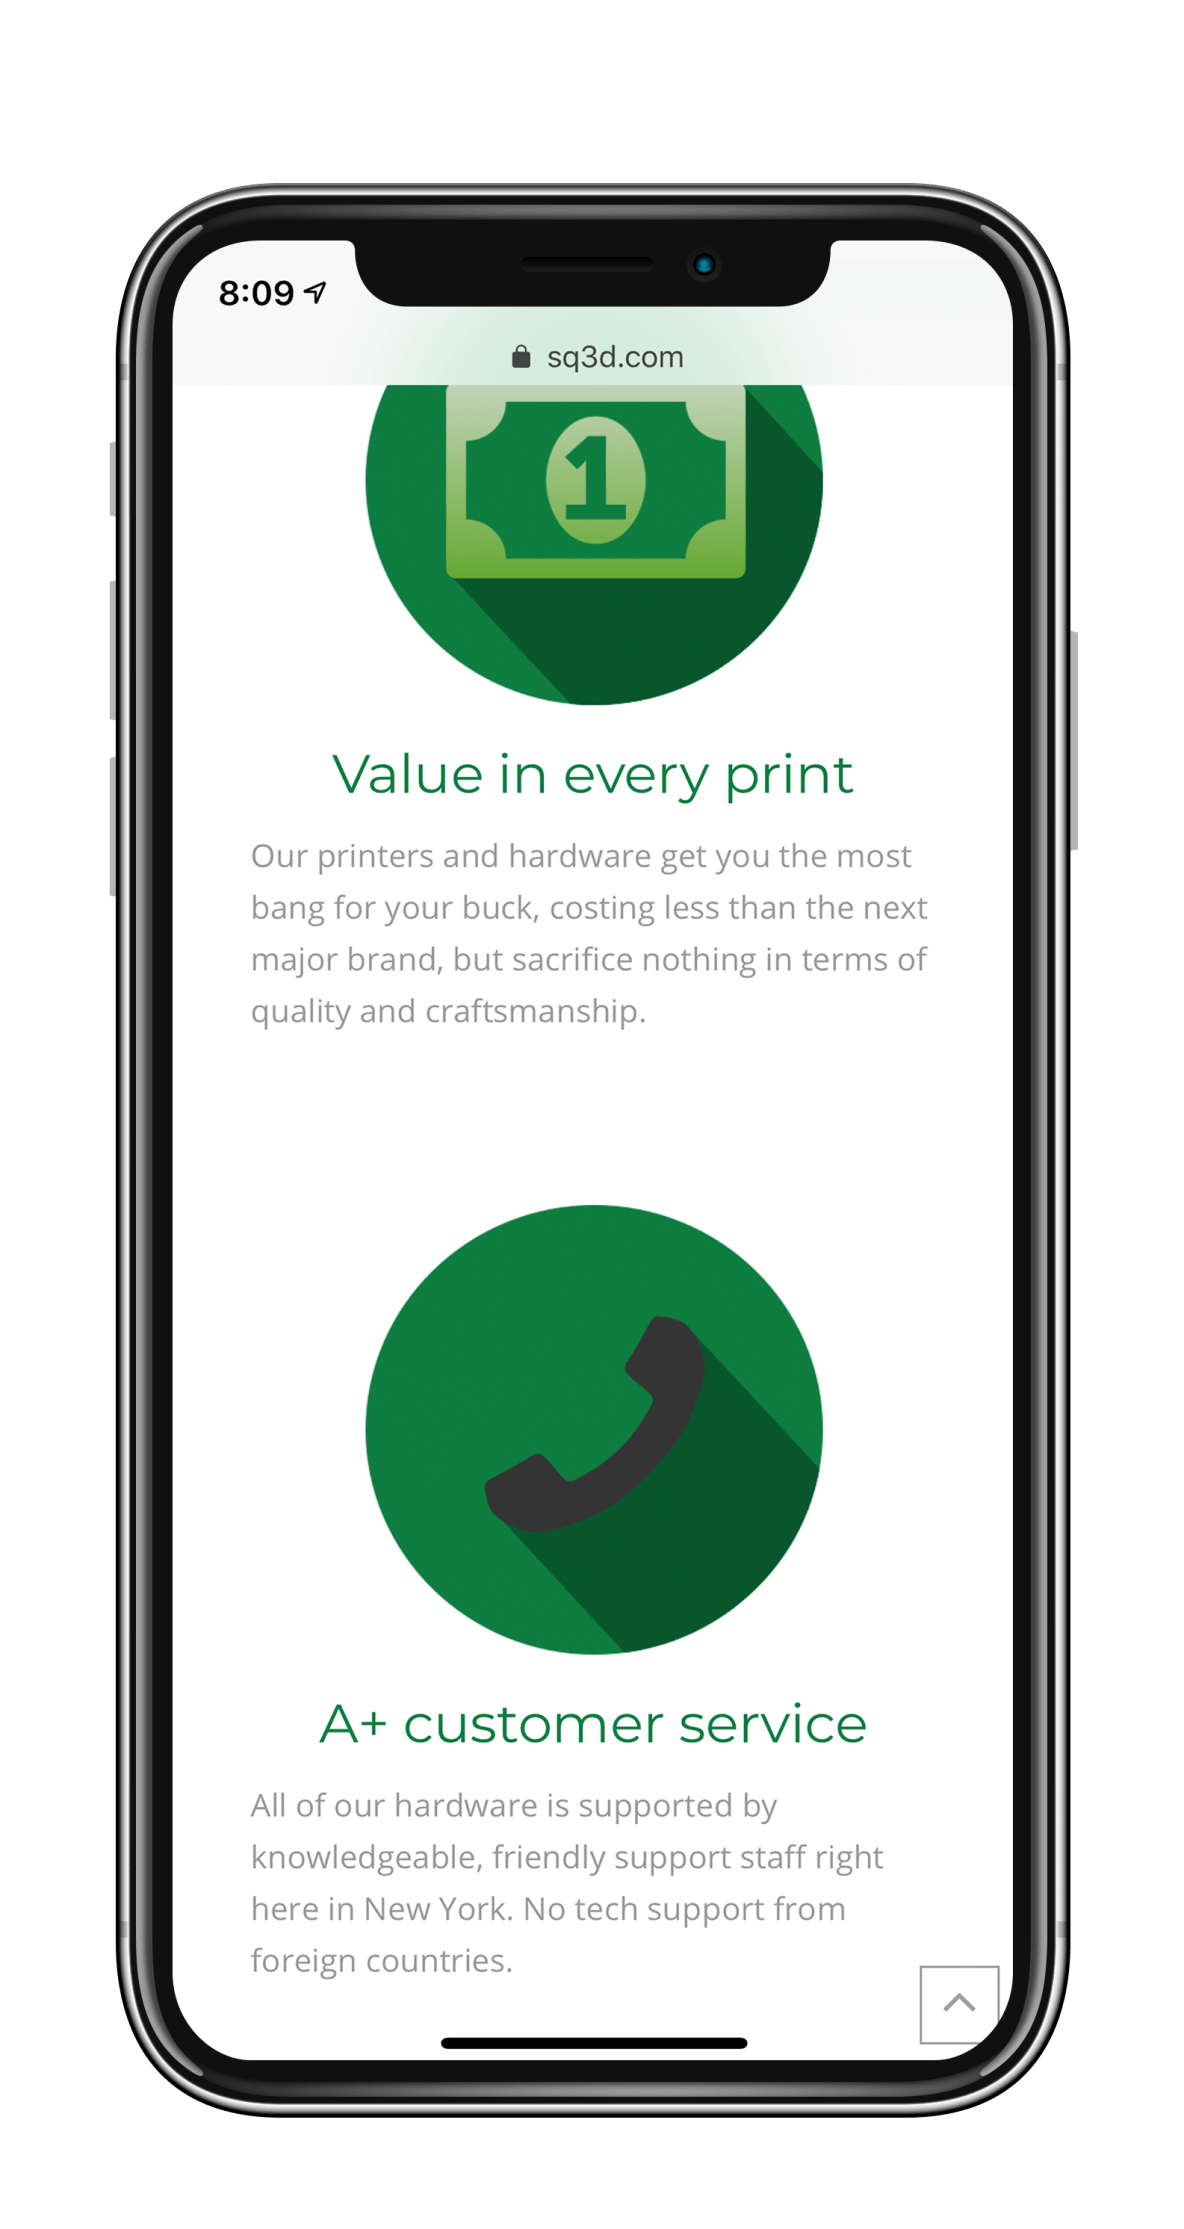 8:09
sq3d.com
1
Value in every print
Our printers and hardware get you the most
bang for your buck, costing less than the next
major brand, but sacrifice nothing in terms of
quality and craftsmanship.
A+ customer service
All of our hardware is supported by
knowledgeable, friendly support staff right
here in New York. No tech support from
foreign countries.